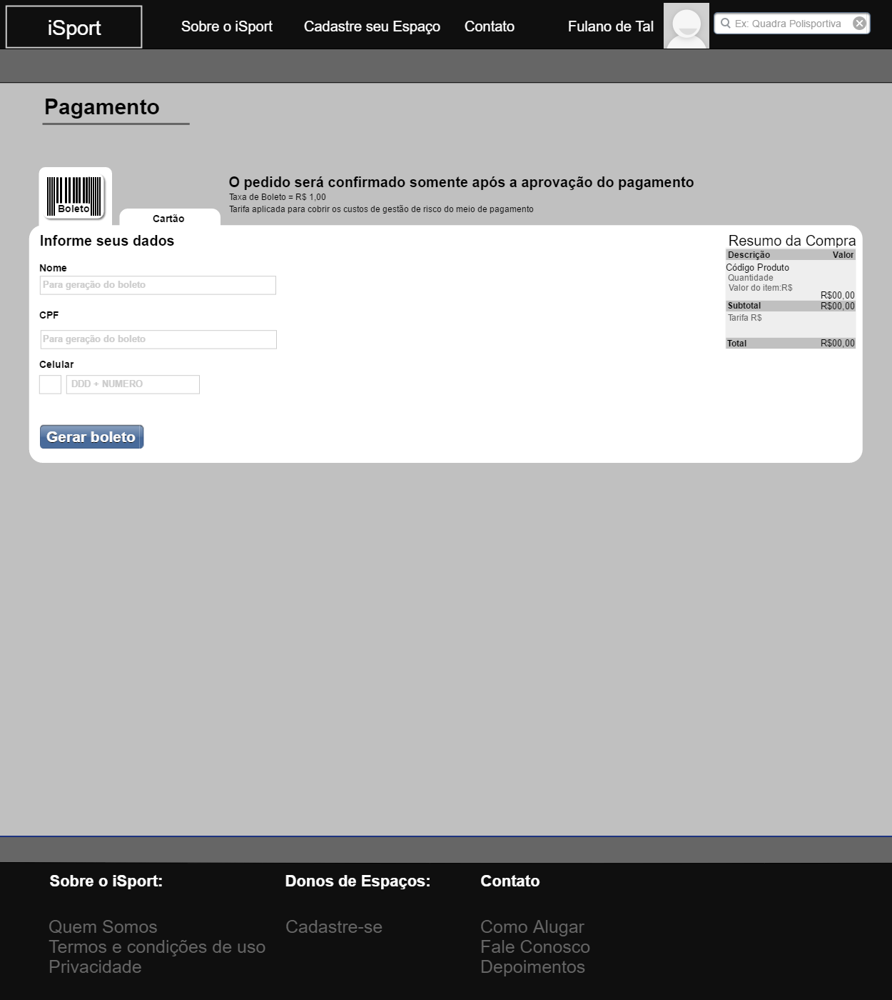 iSport
Sobre o iSport
Cadastre seu Espaço
Contato
Fulano de Tal
Ex: Quadra Polisportiva
Pagamento
Boleto
Cartão
O pedido será confirmado somente após a aprovação do pagamento
Taxa de Boleto = R$ 1,00
Tarifa aplicada para cobrir os custos de gestão de risco do meio de pagamento
Informe seus dados
Nome
Para geração do boleto
CPF
Para geração do boleto
Celular
DDD + NUMERO
Gerar boleto
Resumo da Compra
Descrição Valor
Código Produto
Quantidade
Valor do item:R$
R$00,00
Subtotal R$00,00
Tarifa R$
Total R$00,00
Sobre o iSport:
Quem Somos
Termos e condições de uso
Privacidade
Donos de Espaços:
Cadastre-se
Contato
Como Alugar
Fale Conosco
Depoimentos